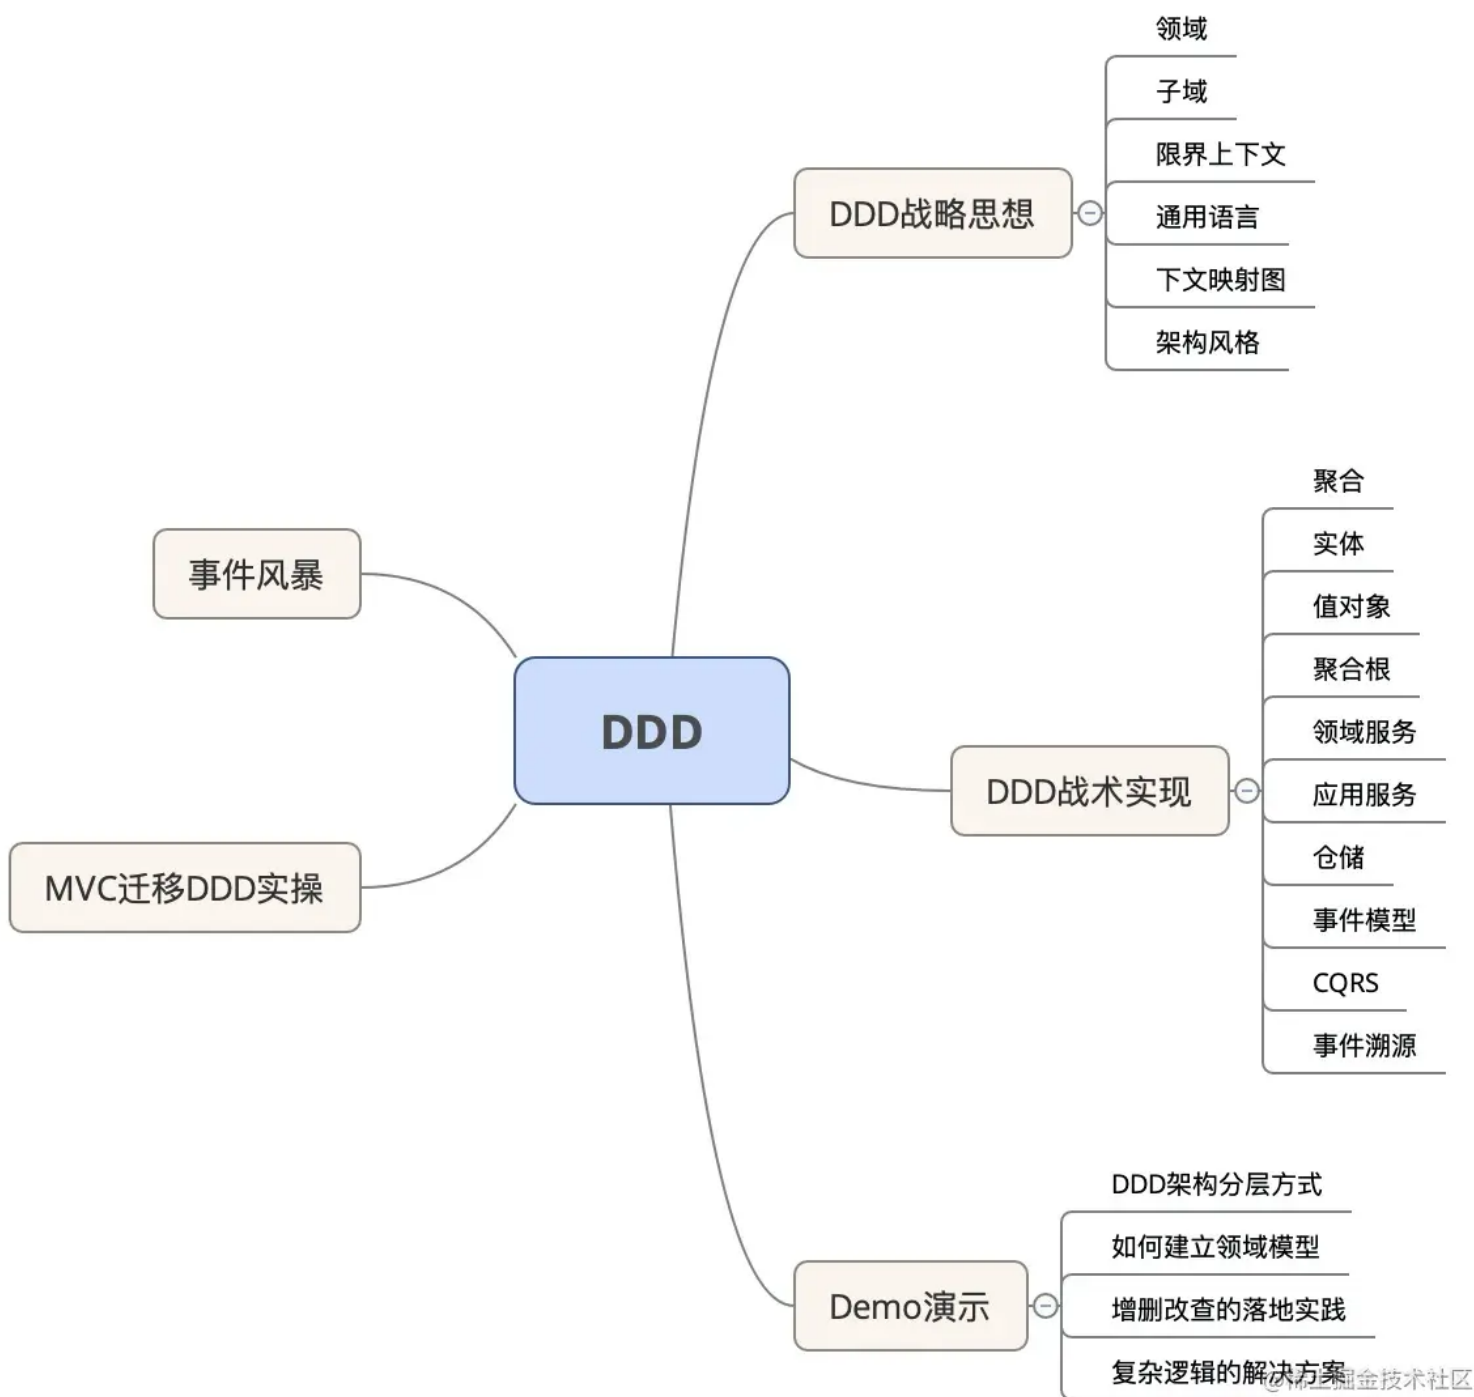 DDD
DDD战略思想
领域
子域
限界上下文
通用语言
下文映射图
架构风格
DDD战术实现
聚合
实体
值对象
聚合根
领域服务
应用服务
仓储
事件模型
CQRS
事件溯源
Demo演示
DDD架构分层方式
如何建立领域模型
增删改查的落地实践
复杂逻辑的解决方案
事件风暴
MVC迁移DDD实操
@稀土掘金技术社区